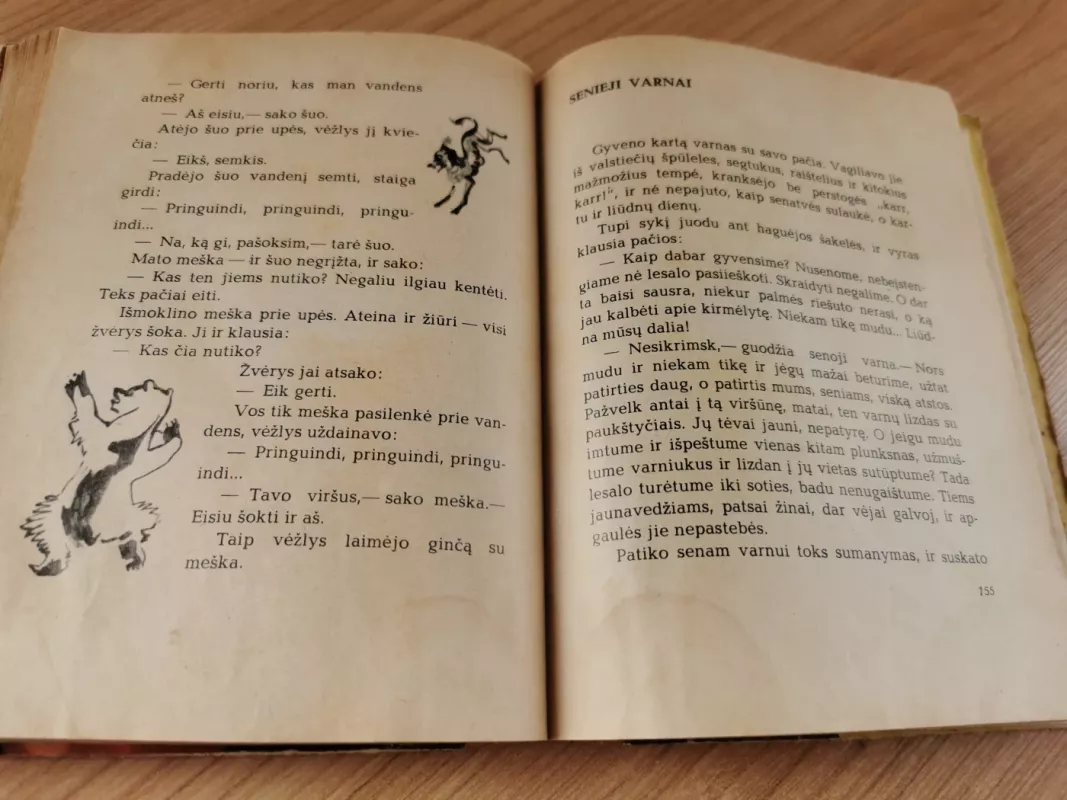 — Gerti noriu, kas man vandens
atneš?
— Aš eisiu,— sako šuo.
Atėjo šuo prie upės, vėžlys jį kvie-
čia:
— Eikš, semkis.
Pradėjo šuo vandenį semti, staiga
girdi:
— Pringuindi, pringuindi, pringu-
indi...
— Na, ką gi, pašoksim,— tarė šuo.
Mato meška — ir šuo negrįžta, ir sako:
— Kas ten jiems nutiko? Negaliu ilgiau kentėti.
Teks pačiai eiti.
Išmoklino meška prie upės. Ateina ir žiūri — visi
žvėrys šoka. Ji ir klausia:
— Kas čia nutiko?
Žvėrys jai atsako:
— Eik gerti.
Vos tik meška pasilenkė prie van-
dens, vėžlys uždainavo:
— Pringuindi, pringuindi, pringu-
indi...
— Tavo viršus,— sako meška.—
Eisiu šokti ir aš.
Taip vėžlys laimėjo ginčą su
meška.
SENIEJI VARNAI
Gyveno kartą varnas su savo pačia. Vagiliavo jie
iš valstiečių špūleles, segtukus, raištelius ir kitokius
mažmožius tempė, kranksėjo be perstogės „karr,
karr!", ir nė nepajuto, kaip senatvės sulaukė, o kar-
tu ir liūdnų dienų.
Tupi sykį juodu ant haguėjos šakelės, ir vyras
klausia pačios:
— Kaip dabar gyvensime? Nusenome, nebeįsten-
giame nė lesalo pasiieškoti. Skraidyti negalime. O dar
ta baisi sausra, niekur palmės riešuto nerasi, o ką
jau kalbėti apie kirmėlytę. Niekam tikę mudu... Liūd-
na mūsų dalia!
— Nesikrimsk,— guodžia senoji varna.— Nors
mudu ir niekam tikę ir jėgų mažai beturime, užtat
patirties daug, o patirtis mums, seniams, viską atstos.
Pažvelk antai į tą viršūnę, matai, ten varnų lizdas su
paukštyčiais. Jų tėvai jauni, nepatyrę. O jeigu mudu
imtume ir išpeštume vienas kitam plunksnas, užmuš-
tume varniukus ir lizdan į jų vietas sutūptume? Tada
lesalo turėtume iki soties, badu nenugaištume. Tiems
jaunavedžiams, patsai žinai, dar vėjai galvoj, ir ap-
gaulės jie nepastebės.
Patiko senam varnui toks sumanymas, ir suskato
155